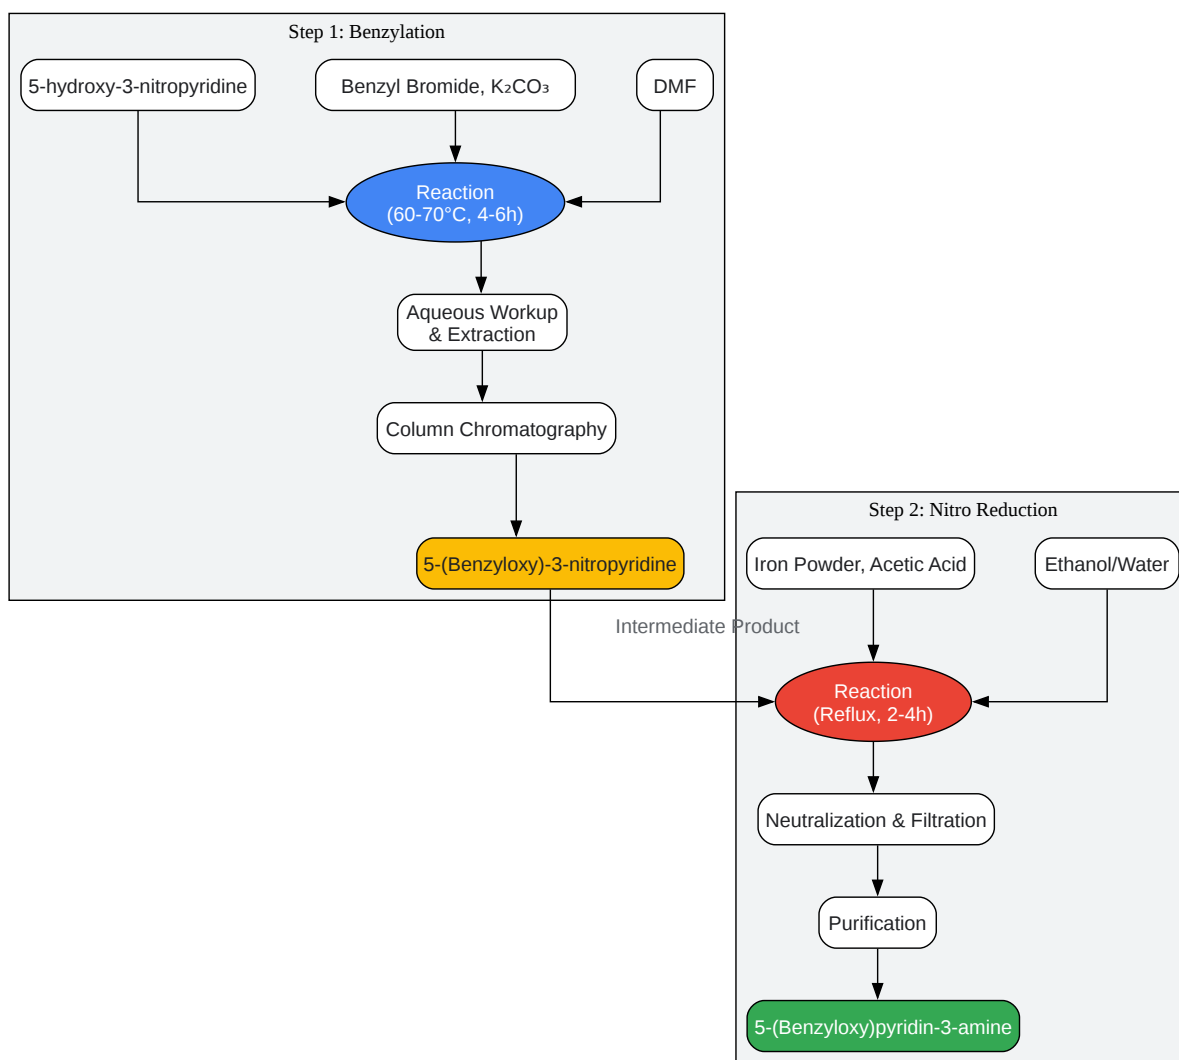 Step 1: Benzylation
5-hydroxy-3-nitropyridine
Benzyl Bromide, K₂CO₃
DMF
Reaction
(60-70°C, 4-6h)
Aqueous Workup
& Extraction
Column Chromatography
5-(Benzyloxy)-3-nitropyridine
Intermediate Product
Step 2: Nitro Reduction
Iron Powder, Acetic Acid
Ethanol/Water
Reaction
(Reflux, 2-4h)
Neutralization & Filtration
Purification
5-(Benzyloxy)pyridin-3-amine